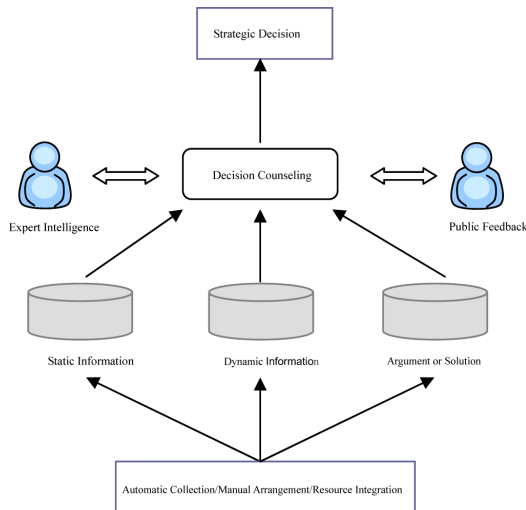 Strategic Decision
Decision Counseling
Expert Intelligence
Public Feedback
Static Information
Dynamic Information
Argument or Solution
Automatic Collection/Manual Arrangement/Resource Integration